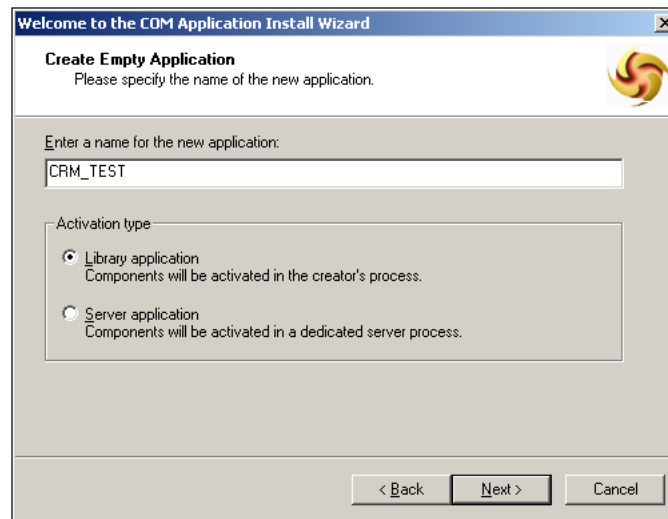 Welcome to the COM Application Install Wizard
Create Empty Application
Please specify the name of the new application.
Enter a name for the new application:
CRM_TEST
Activation type
Library application
Components will be activated in the creator's process.
Server application
Components will be activated in a dedicated server process.
< Back Next > Cancel